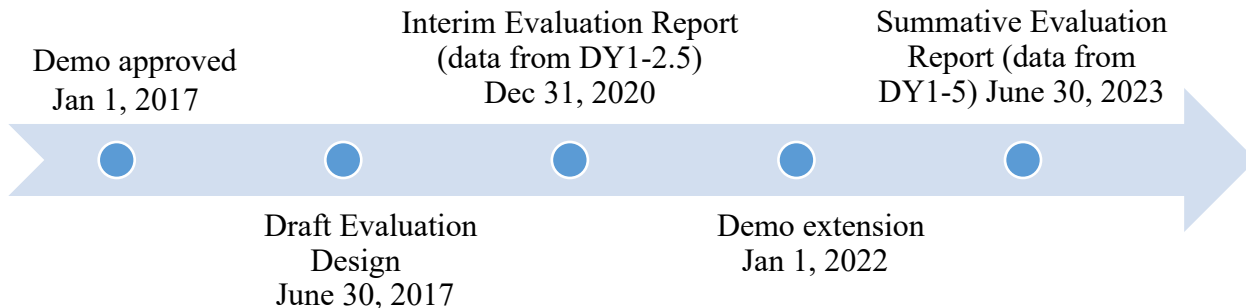 Demo approved
Jan 1, 2017
Draft Evaluation
Design
June 30, 2017
Interim Evaluation Report
(data from DY1-2.5)
Dec 31, 2020
Demo extension
Jan 1, 2022
Summative Evaluation
Report (data from
DY1-5) June 30, 2023